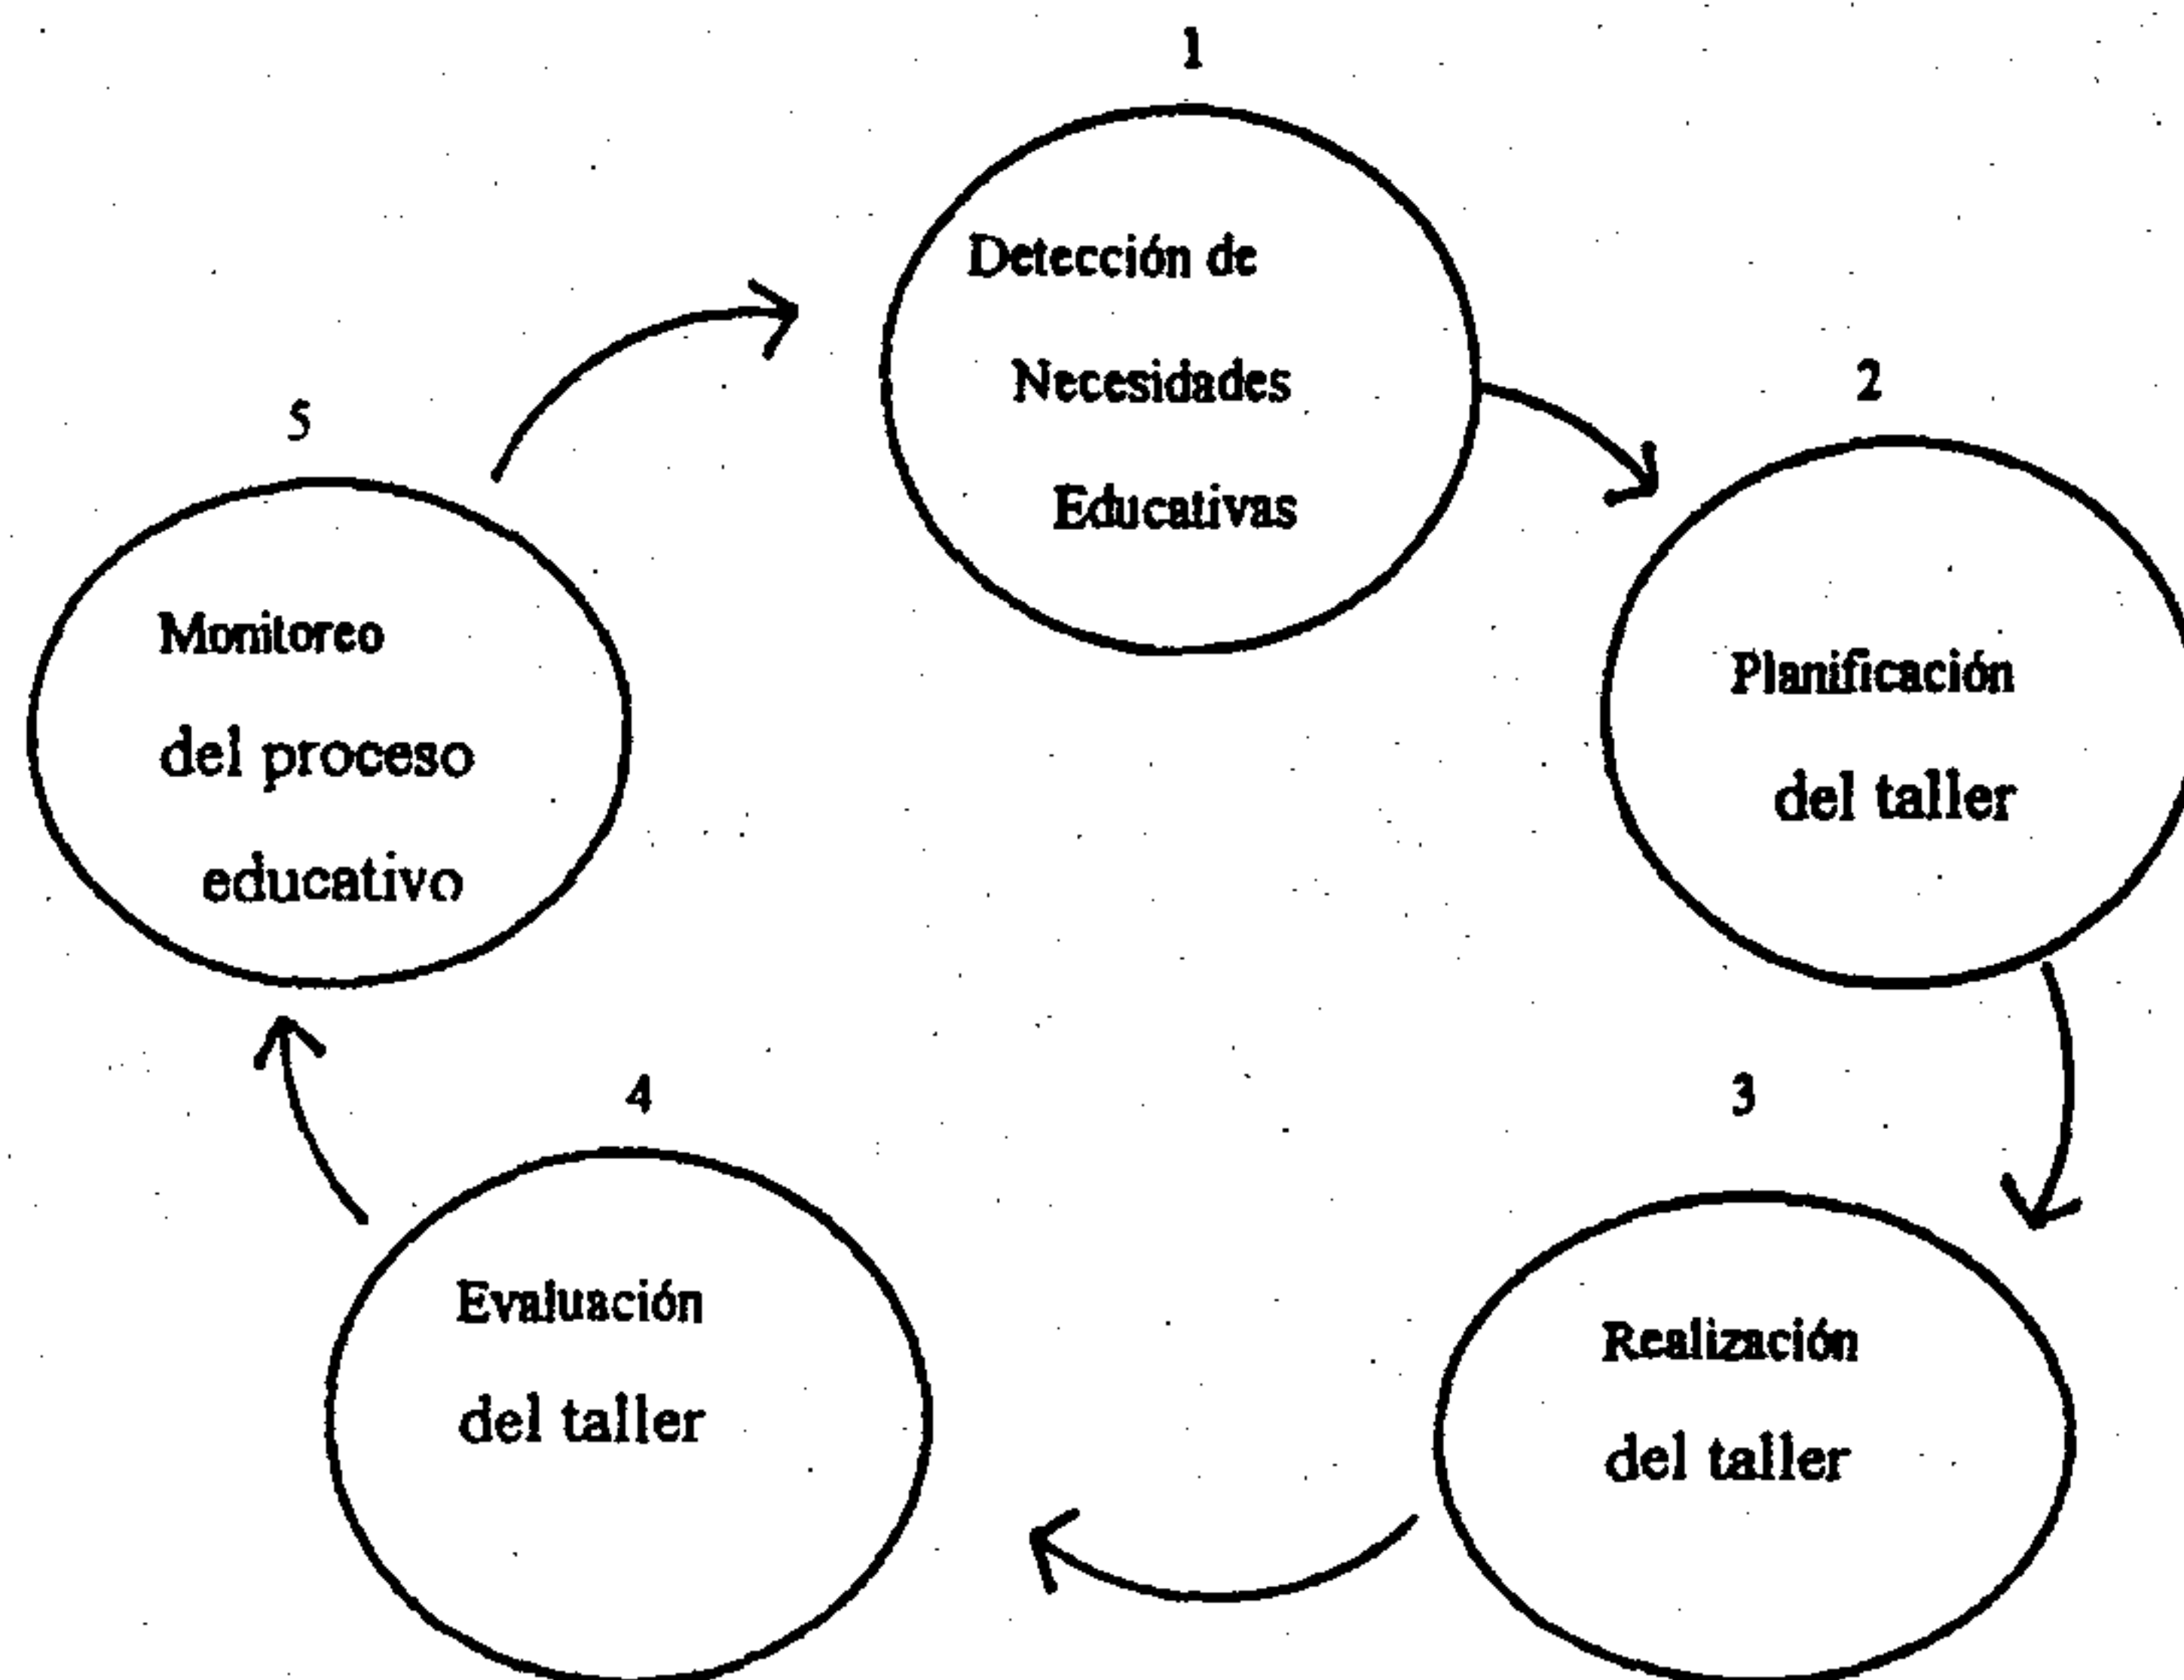 1
Detección de
Necesidades
Educativas
2
Planificación
del taller
3
Realización
del taller
4
Evaluación
del taller
5
Monitoreo
del proceso
educativo